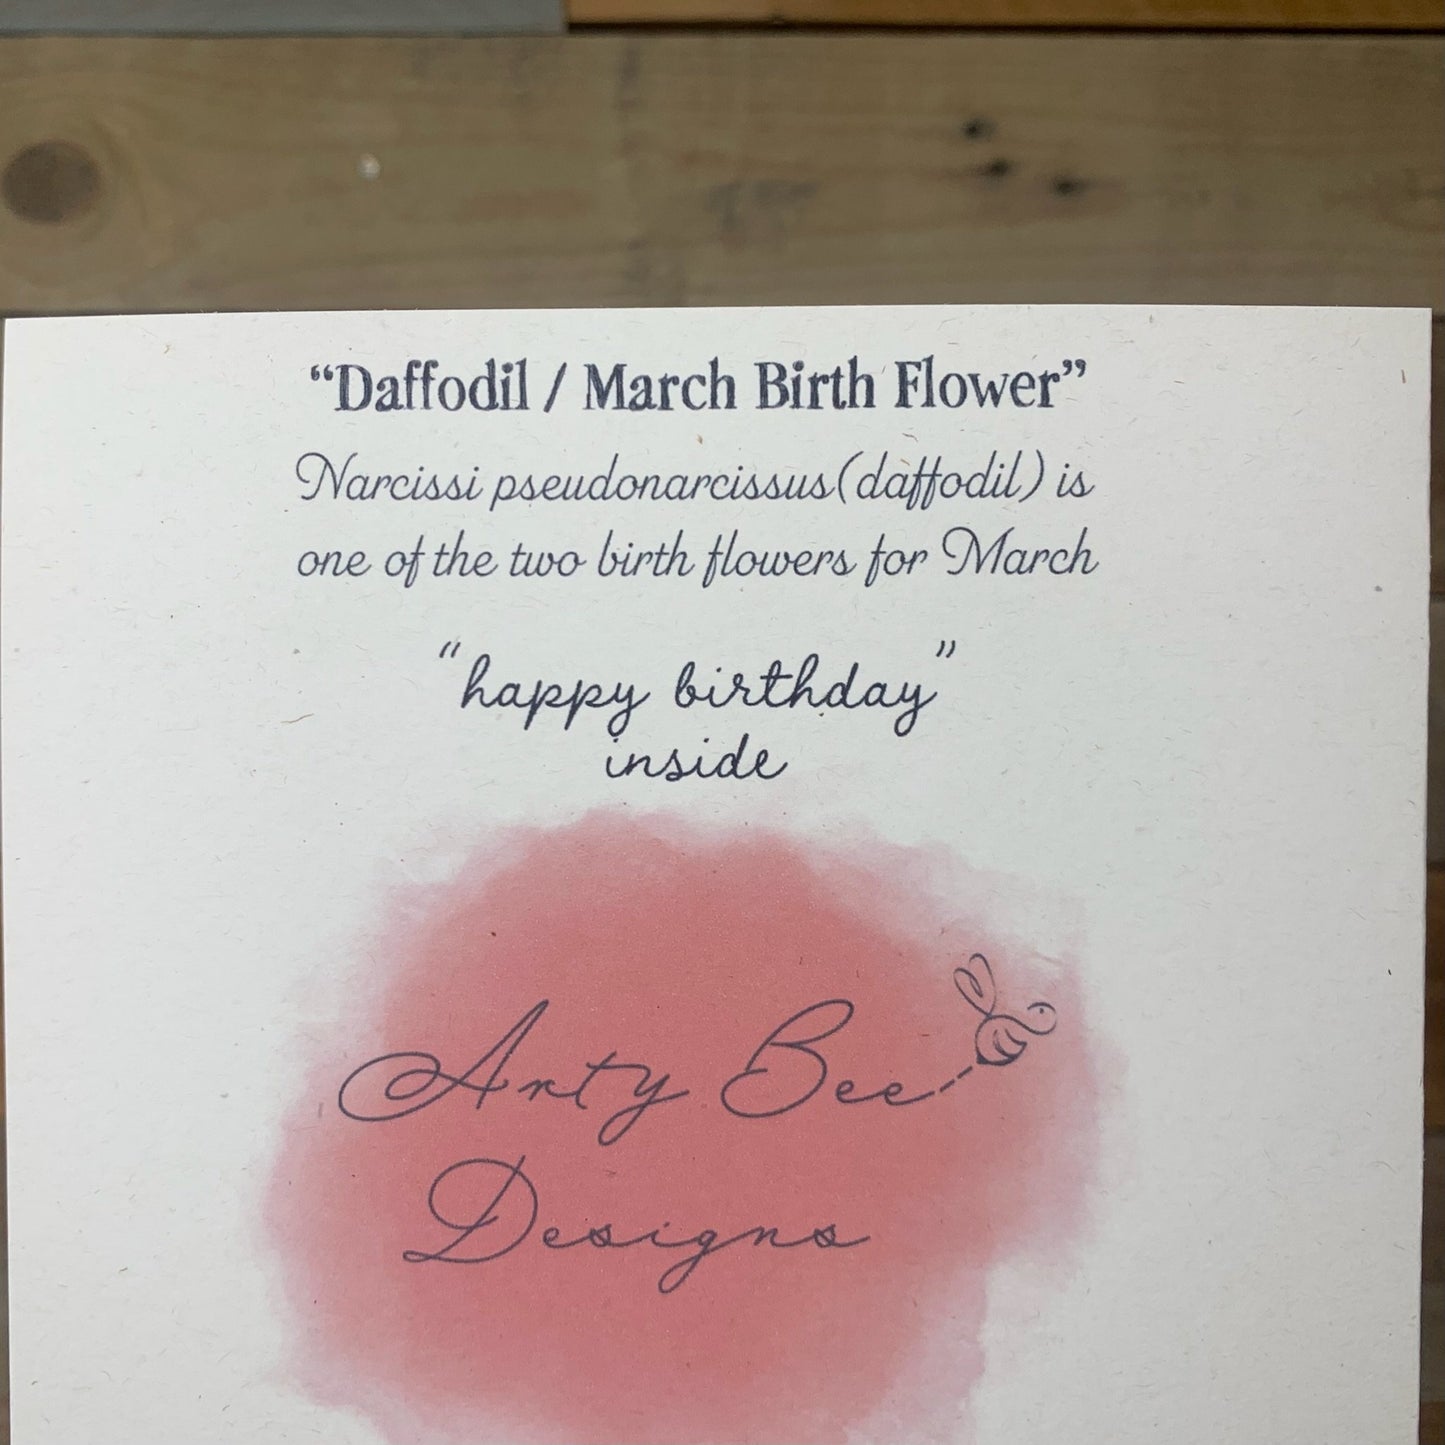 “Daffodil / March Birth Flower”
Narcissi pseudonarcissus(daffodil) is
one of the two birth flowers for March
“happy birthday”
inside
Arty Bee
Designs